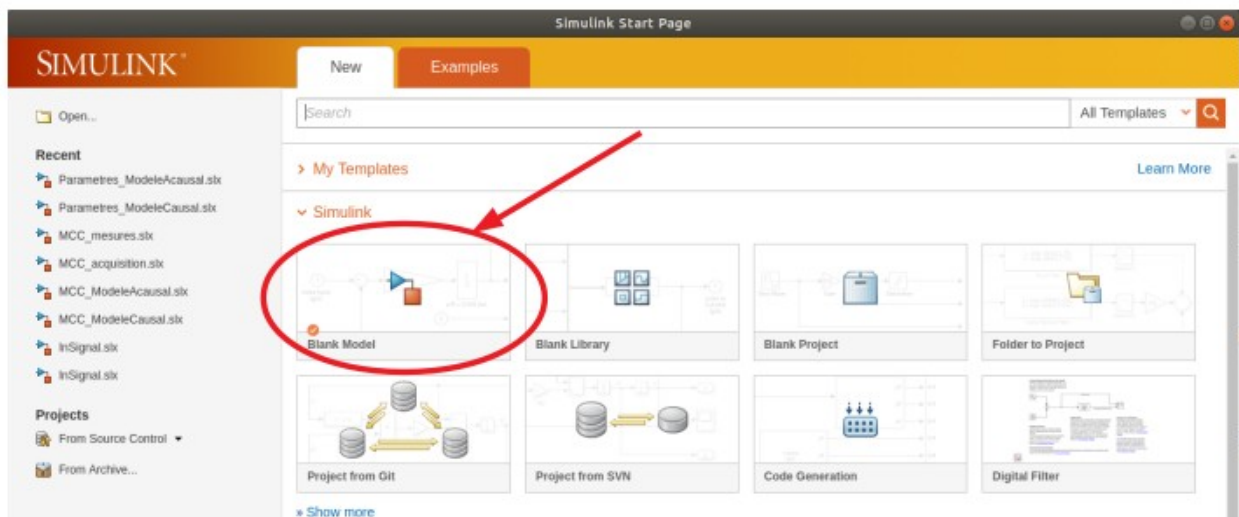 Simulink Start Page
SIMULINK®
New
Examples
Open...
Search
All Templates
Recent
Parametres_ModeleAcausal.slx
Parametres_ModeleCausal.slx
MCC_mesures.slx
MCC_acquisition.slx
MCC_ModeleAcausal.slx
MCC_ModeleCausal.slx
InSignal.slx
InSignal.slx
Projects
From Source Control
From Archive...
My Templates
Learn More
Simulink
Blank Model
Blank Library
Blank Project
Folder to Project
Project from Git
Project from SVN
Code Generation
Digital Filter
» Show more